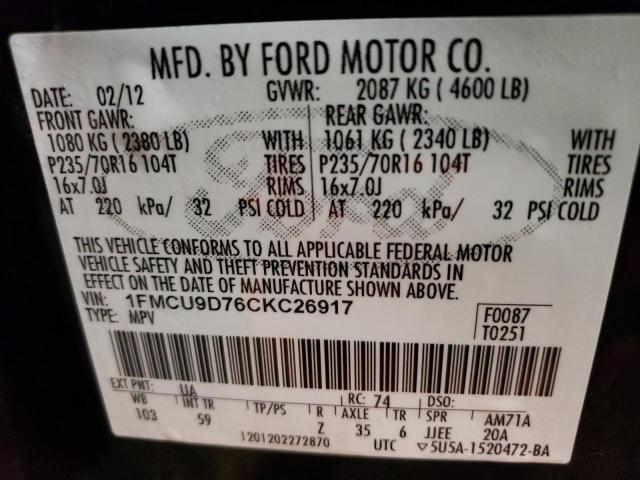 MFD. BY FORD MOTOR CO.
DATE: 02/12 GVWR: 2087 KG ( 4600 LB)
FRONT GAWR: REAR GAWR:
1080 KG ( 2380 LB) WITH 1061 KG ( 2340 LB) WITH
P235/70R16 104T TIRES P235/70R16 104T TIRES
16x7.0J RIMS 16x7.0J RIMS
AT 220 kPa/ 32 PSI COLD AT 220 kPa/ 32 PSI COLD
Ford
THIS VEHICLE CONFORMS TO ALL APPLICABLE FEDERAL MOTOR
VEHICLE SAFETY AND THEFT PREVENTION STANDARDS IN
EFFECT ON THE DATE OF MANUFACTURE SHOWN ABOVE.
VIN: 1FMCU9D76CKC26917 F0087
TYPE: MPV T0251
EXT PNT: UA RC: 74 DSO:
WB INT TR TP/PS R AXLE TR SPR AM71A
103 59 Z 35 6 JJEE 20A
1201202272870 UTC ▽5U5A-1520472-BA